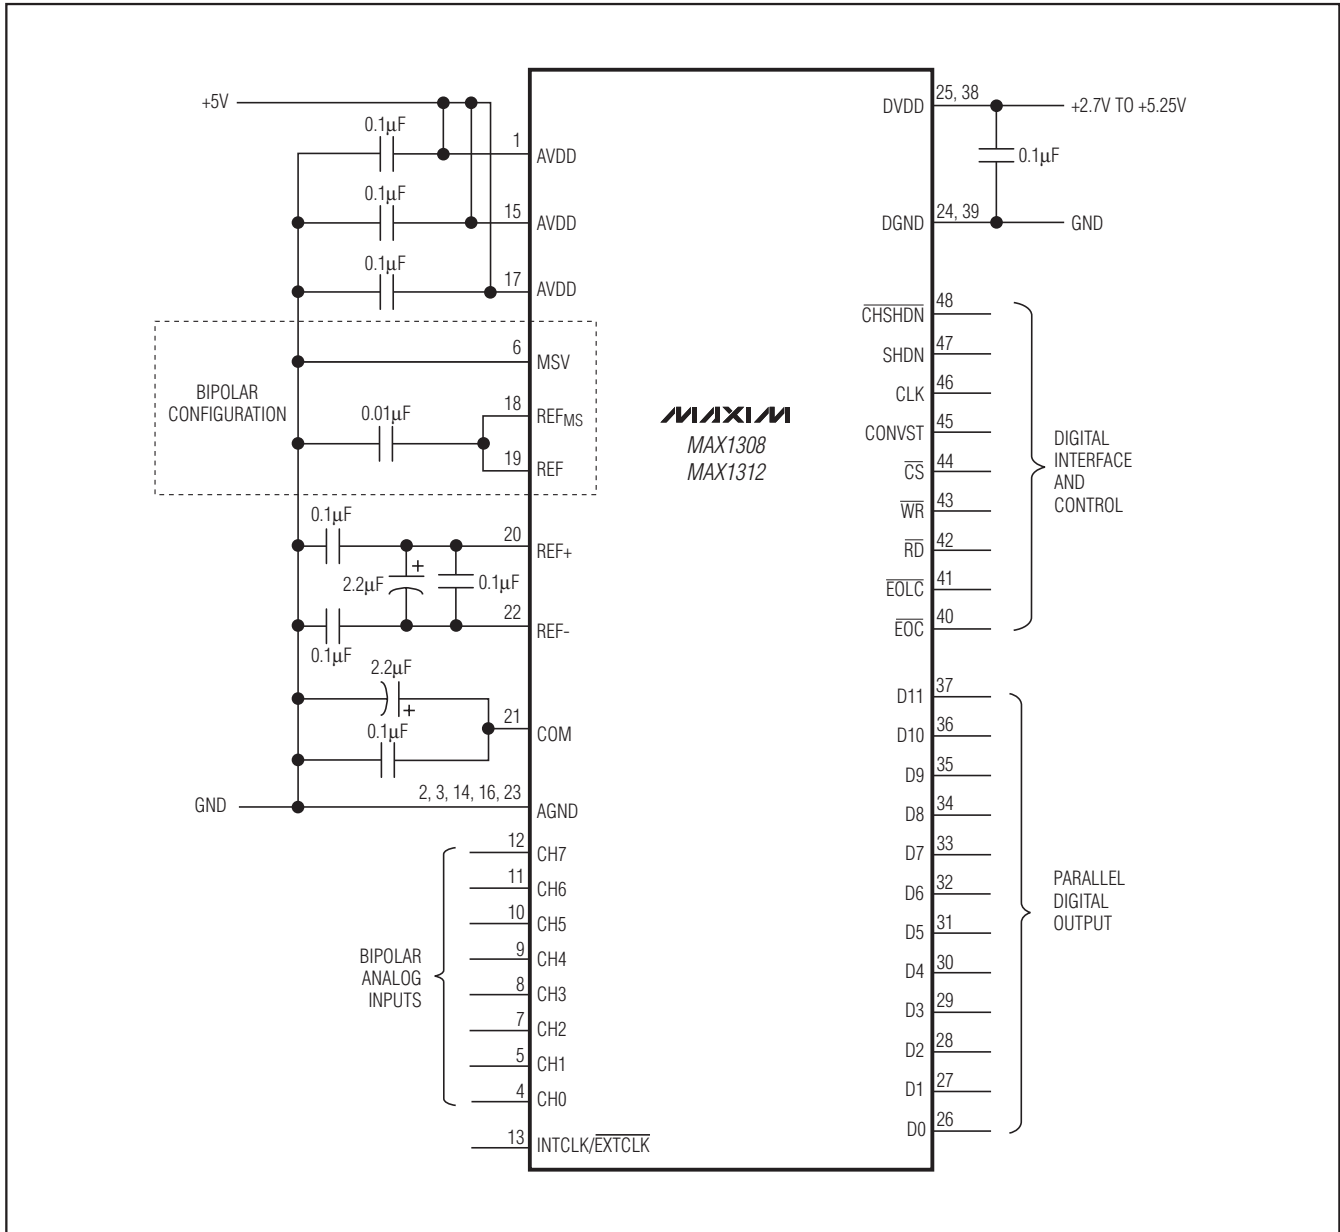 +5V
0.1µF
1
AVDD
0.1µF
15
AVDD
0.1µF
17
AVDD
BIPOLAR
CONFIGURATION
6
MSV
0.01µF
18
REFMS
19
REF
0.1µF
20
REF+
2.2µF
+
0.1µF
22
REF-
0.1µF
2.2µF
+
0.1µF
21
COM
GND
2, 3, 14, 16, 23
AGND
BIPOLAR
ANALOG
INPUTS
12
CH7
11
CH6
10
CH5
9
CH4
8
CH3
7
CH2
5
CH1
4
CH0
13
INTCLK/EXTCLK
MAXIM
MAX1308
MAX1312
DVDD
25, 38
+2.7V TO +5.25V
0.1µF
DGND
24, 39
GND
CHSHDN
48
SHDN
47
CLK
46
CONVST
45
CS
44
WR
43
RD
42
EOLC
41
EOC
40
DIGITAL
INTERFACE
AND
CONTROL
D11
37
D10
36
D9
35
D8
34
D7
33
D6
32
D5
31
D4
30
D3
29
D2
28
D1
27
D0
26
PARALLEL
DIGITAL
OUTPUT